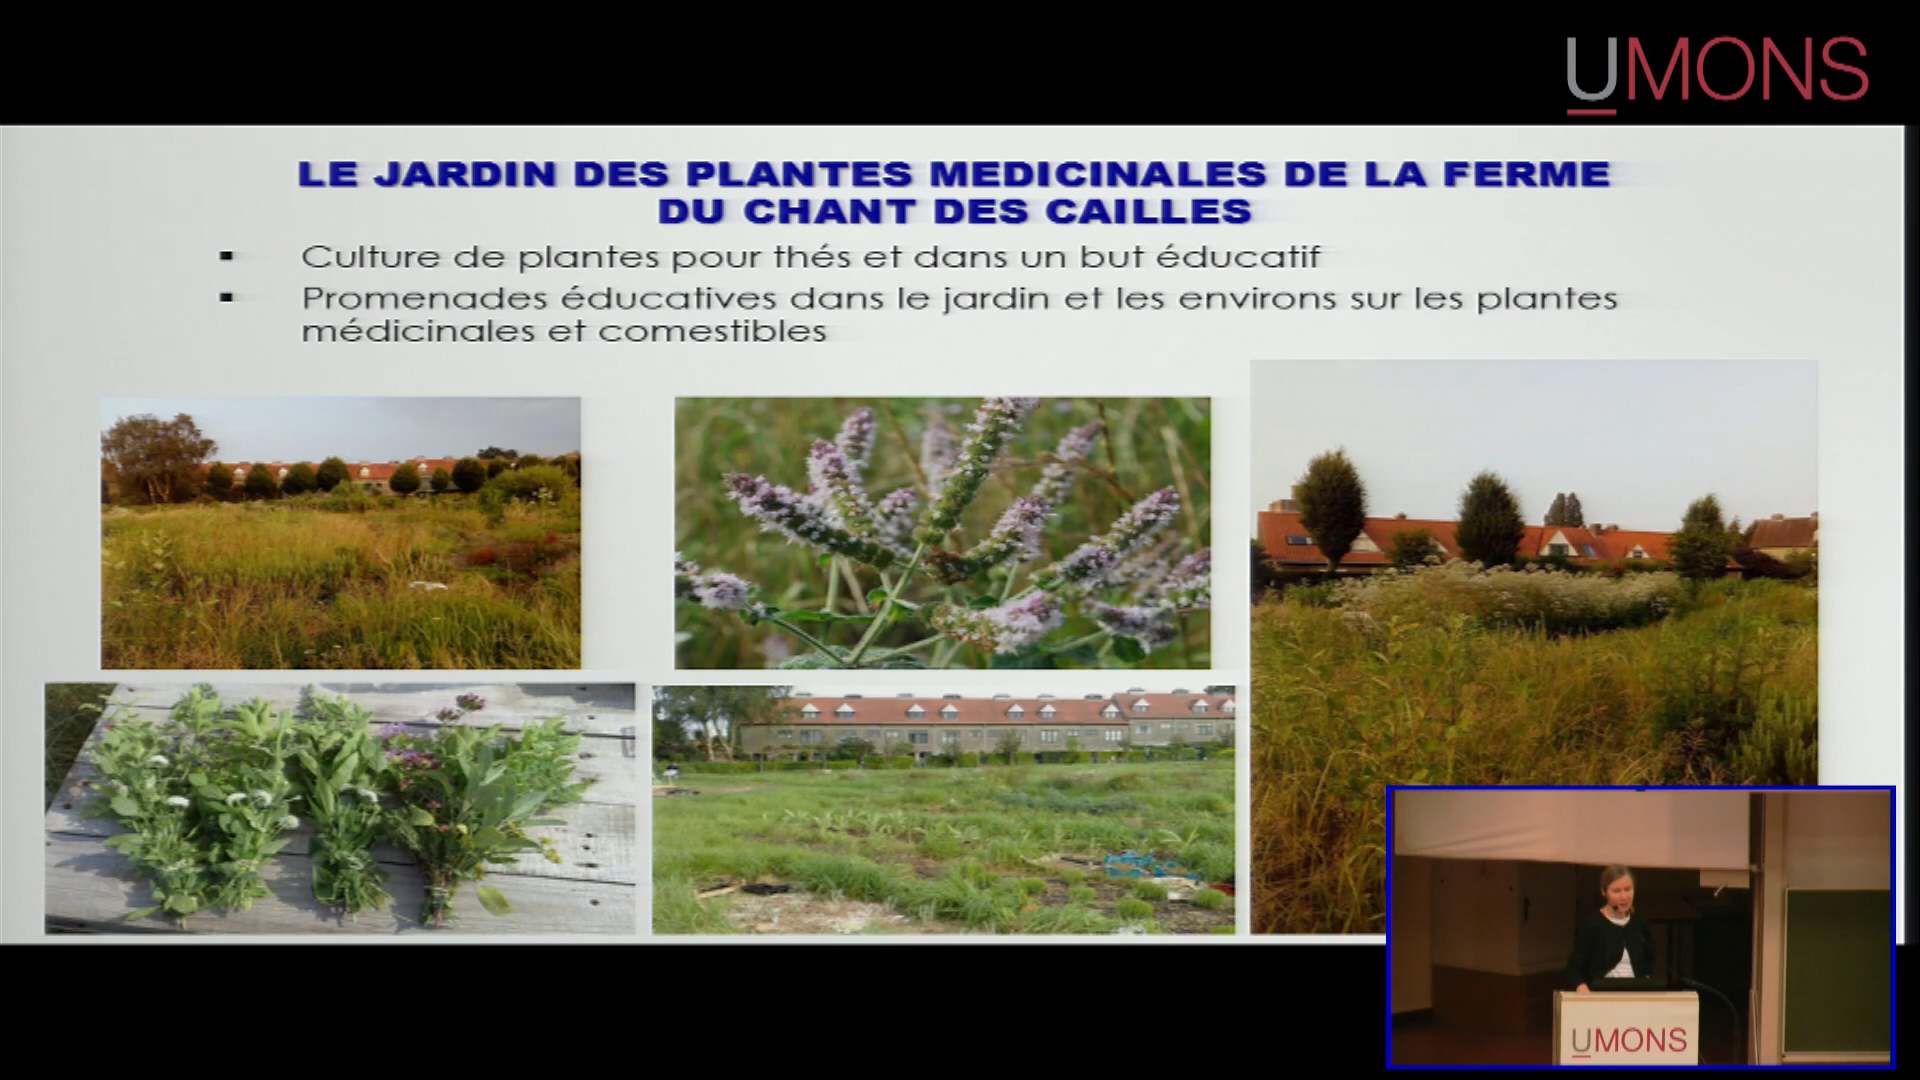 UMONS
LE JARDIN DES PLANTES MEDICINALES DE LA FERME
DU CHANT DES CAILLES
▪ Culture de plantes pour thés et dans un but éducatif
▪ Promenades éducatives dans le jardin et les environs sur les plantes
médicinales et comestibles
UMONS